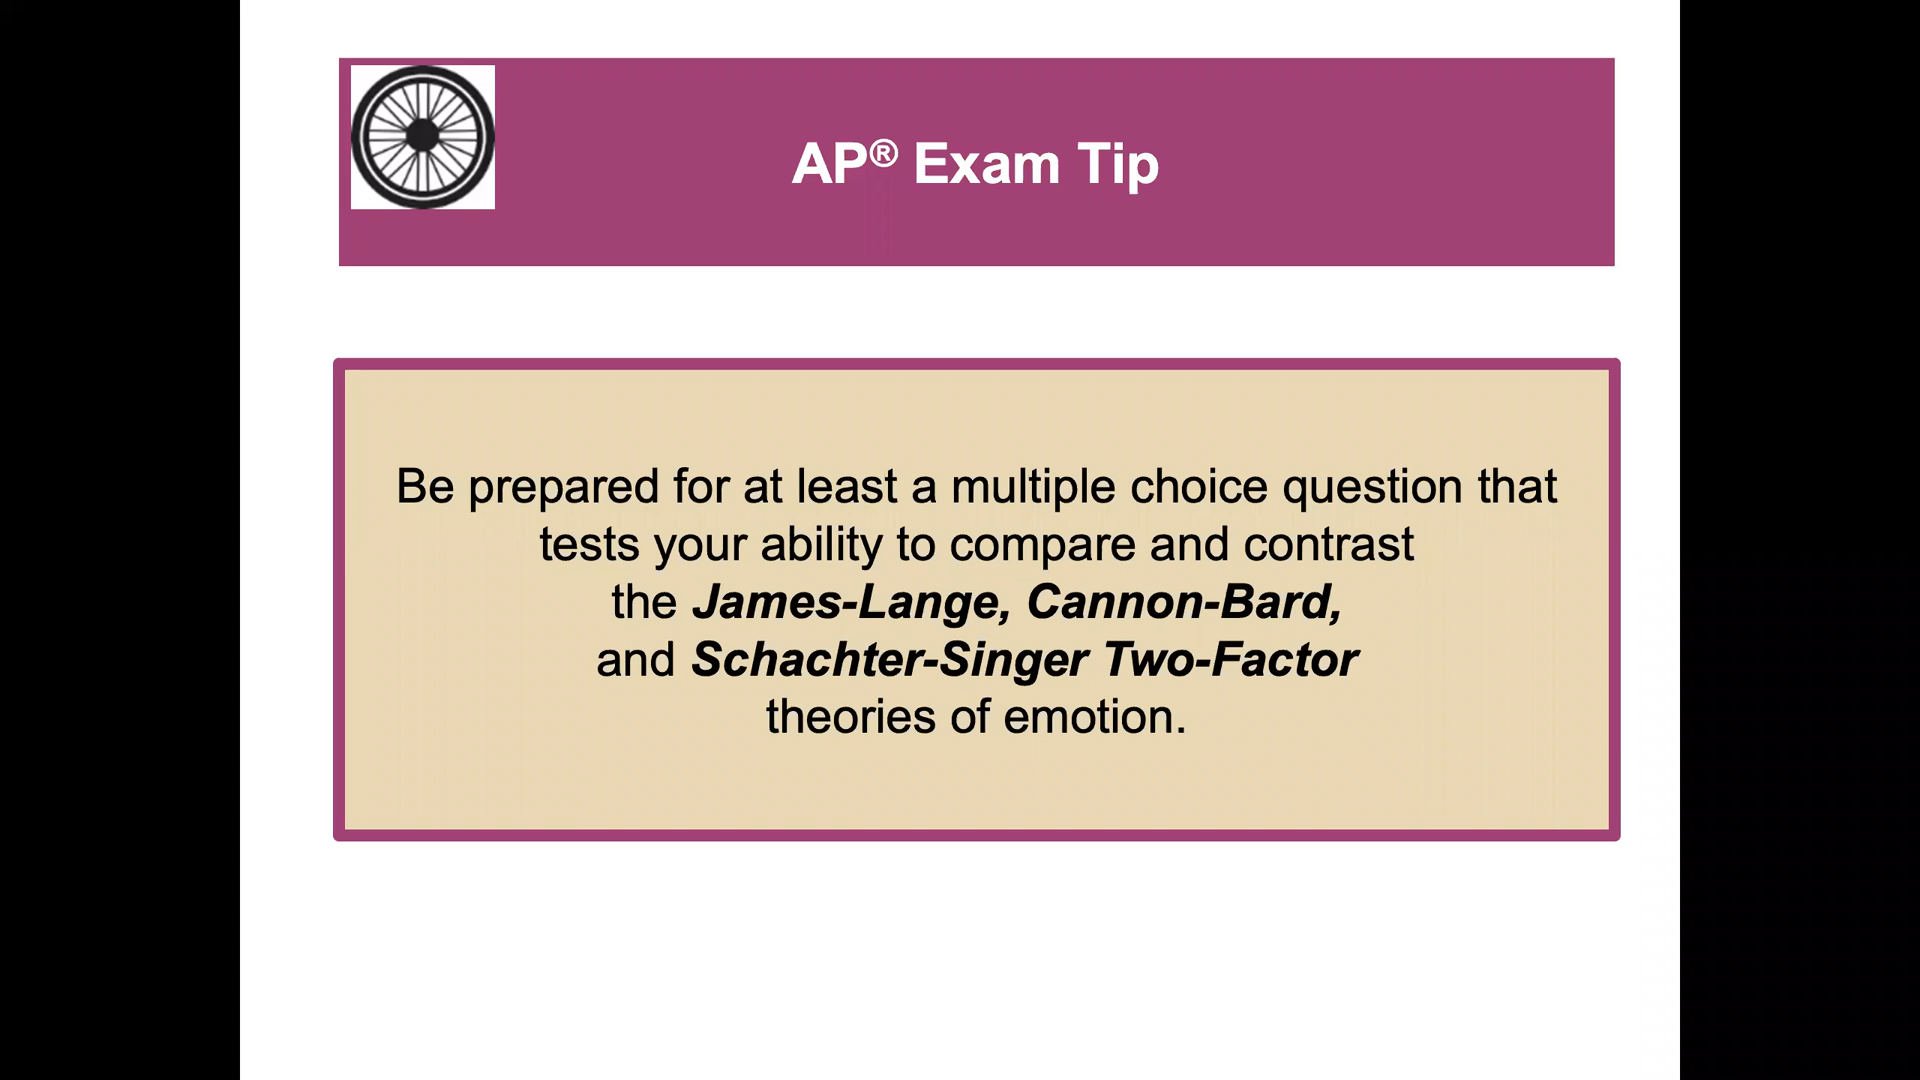 AP® Exam Tip
Be prepared for at least a multiple choice question that
tests your ability to compare and contrast
the James-Lange, Cannon-Bard,
and Schachter-Singer Two-Factor
theories of emotion.